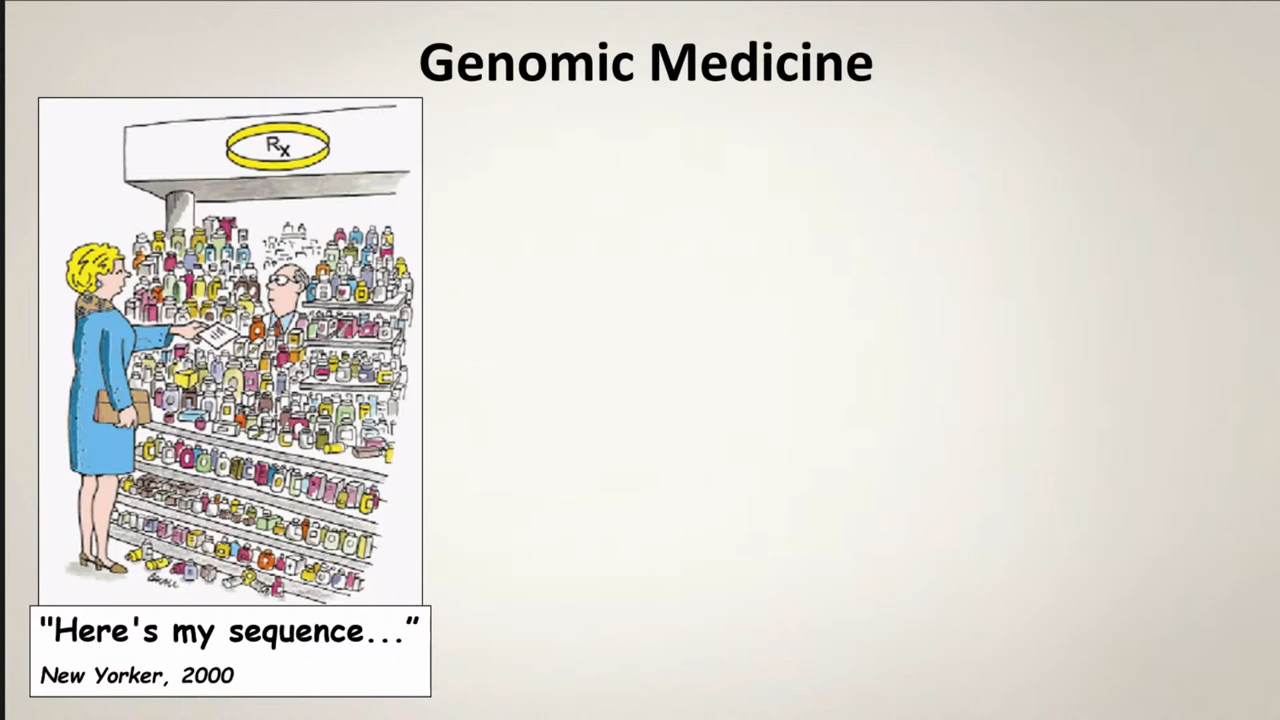 Genomic Medicine
Rx
"Here's my sequence...”
New Yorker, 2000